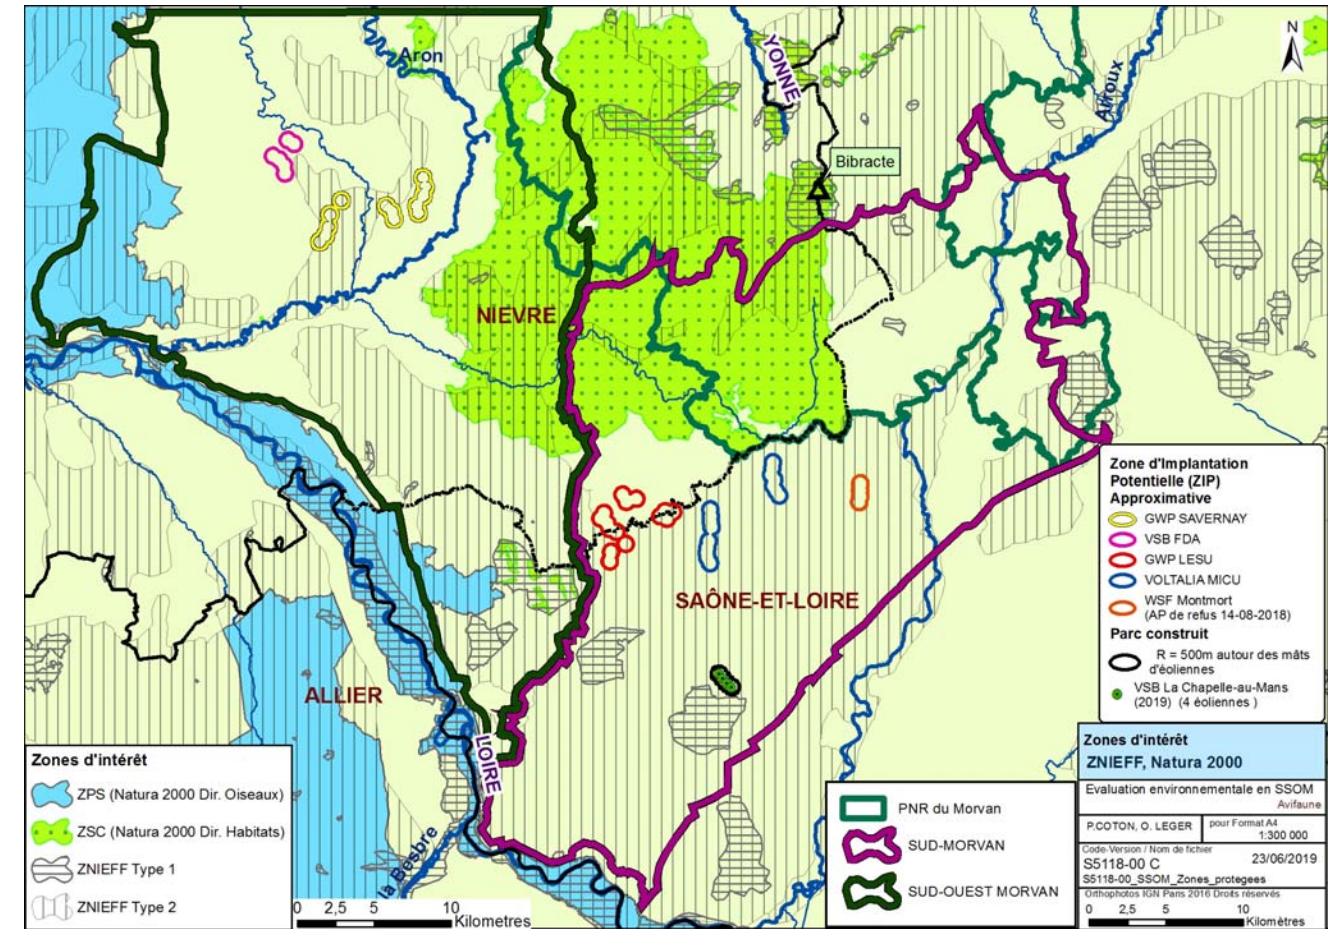 N
Aron
YONNE
Arroux
Bibracte
NIEVRE
SAÔNE-ET-LOIRE
ALLIER
LOIRE
la Besbre
Zone d'Implantation
Potentielle (ZIP)
Approximative
GWP SAVERNAY
VSB FDA
GWP LESU
VOLTALIA MICU
WSF Montmort
(AP de refus 14-08-2018)
Parc construit
R = 500m autour des mâts
d'éoliennes
VSB La Chapelle-au-Mans
(2019) (4 éoliennes )
Zones d'intérêt
ZPS (Natura 2000 Dir. Oiseaux)
ZSC (Natura 2000 Dir. Habitats)
ZNIEFF Type 1
ZNIEFF Type 2
0 2,5 5 10
Kilometres
PNR du Morvan
SUD-MORVAN
SUD-OUEST MORVAN
Zones d'intérêt
ZNIEFF, Natura 2000
Evaluation environnementale en SSOM
Avifaune
P.COTON, O. LEGER
pour Format A4
1:300 000
Code-Version / Nom de fichier
S5118-00 C
23/06/2019
S5118-00_SSOM_Zones_protegees
Orthophotos IGN Paris 2016 Droits réservés
0 2,5 5 10
Kilomètres